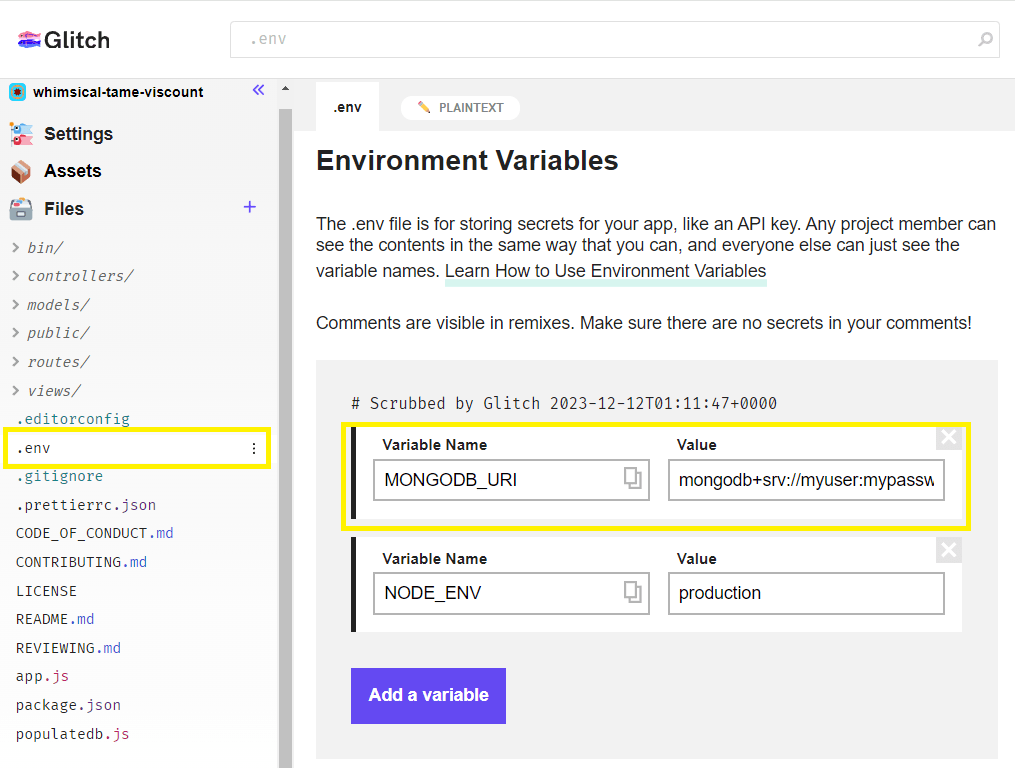 Glitch
.env
whimsical-tame-viscount
Settings
Assets
Files
bin/
controllers/
models/
public/
routes/
views/
.editorconfig
.env
.gitignore
.prettierrc.json
CODE_OF_CONDUCT.md
CONTRIBUTING.md
LICENSE
README.md
REVIEWING.md
app.js
package.json
populatedb.js
.env
PLAINTEXT
Environment Variables
The .env file is for storing secrets for your app, like an API key. Any project member can
see the contents in the same way that you can, and everyone else can just see the
variable names. Learn How to Use Environment Variables
Comments are visible in remixes. Make sure there are no secrets in your comments!
# Scrubbed by Glitch 2023-12-12T01:11:47+0000
Variable Name Value
MONGODB_URI mongodb+srv://myuser:mypassw
Variable Name Value
NODE_ENV production
Add a variable